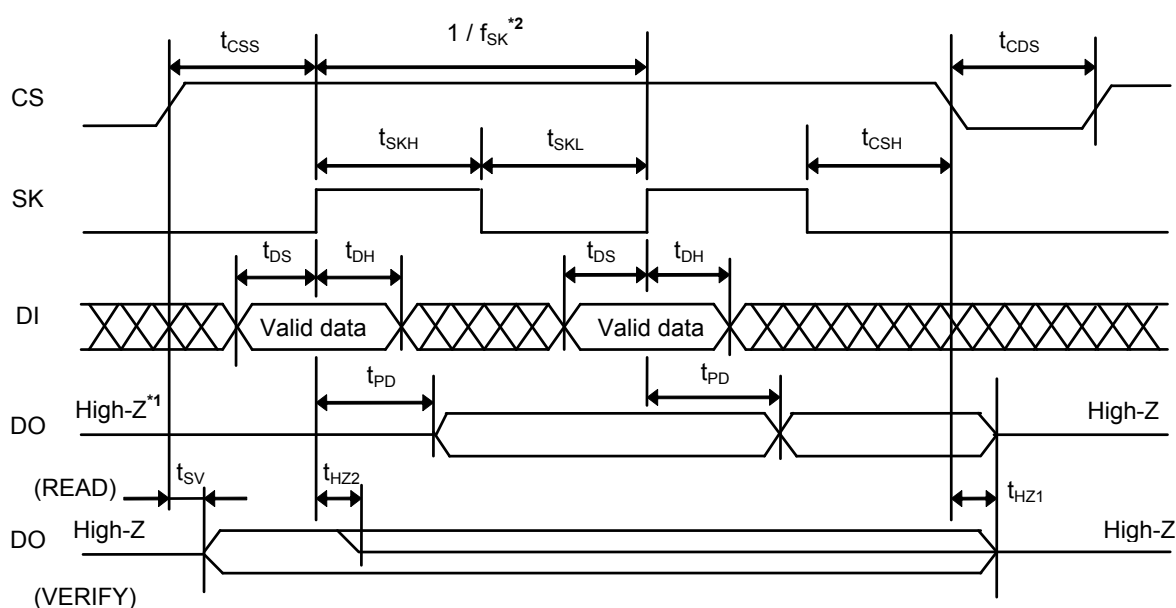 tCSS 1 / fSK*2 tCDS
CS
tSKH tSKL tCSH
SK
tDS tDH tDS tDH
DI Valid data Valid data
tPD tPD
DO High-Z*1 High-Z
(READ) tSV tHZ2 tHZ1
DO High-Z High-Z
(VERIFY)